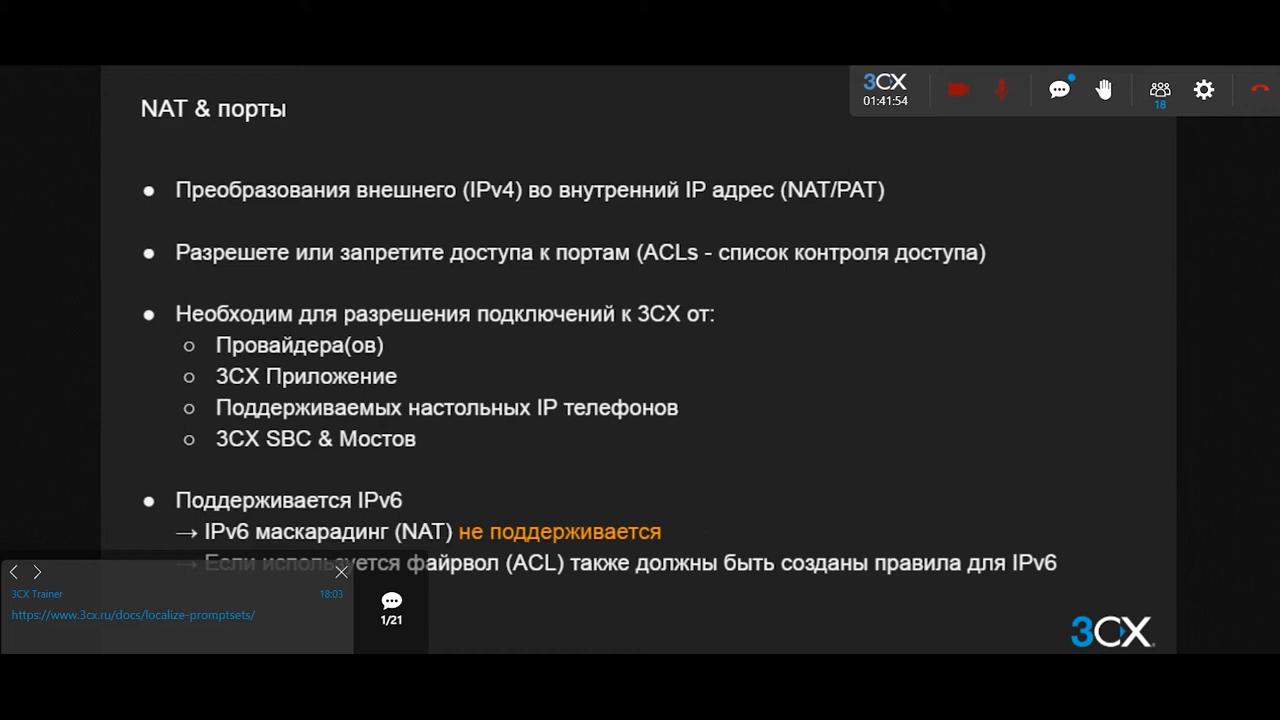 NAT & порты
3CX
01:41:54
18
● Преобразования внешнего (IPv4) во внутренний IP адрес (NAT/PAT)
● Разрешете или запретите доступа к портам (ACLs - список контроля доступа)
● Необходим для разрешения подключений к 3CX от:
○ Провайдера(ов)
○ 3CX Приложение
○ Поддерживаемых настольных IP телефонов
○ 3CX SBC & Мостов
● Поддерживается IPv6
→ IPv6 маскарадинг (NAT) не поддерживается
→ Если используется файрвол (ACL) также должны быть созданы правила для IPv6
3CX Trainer 18:03
https://www.3cx.ru/docs/localize-promptsets/
1/21
3CX